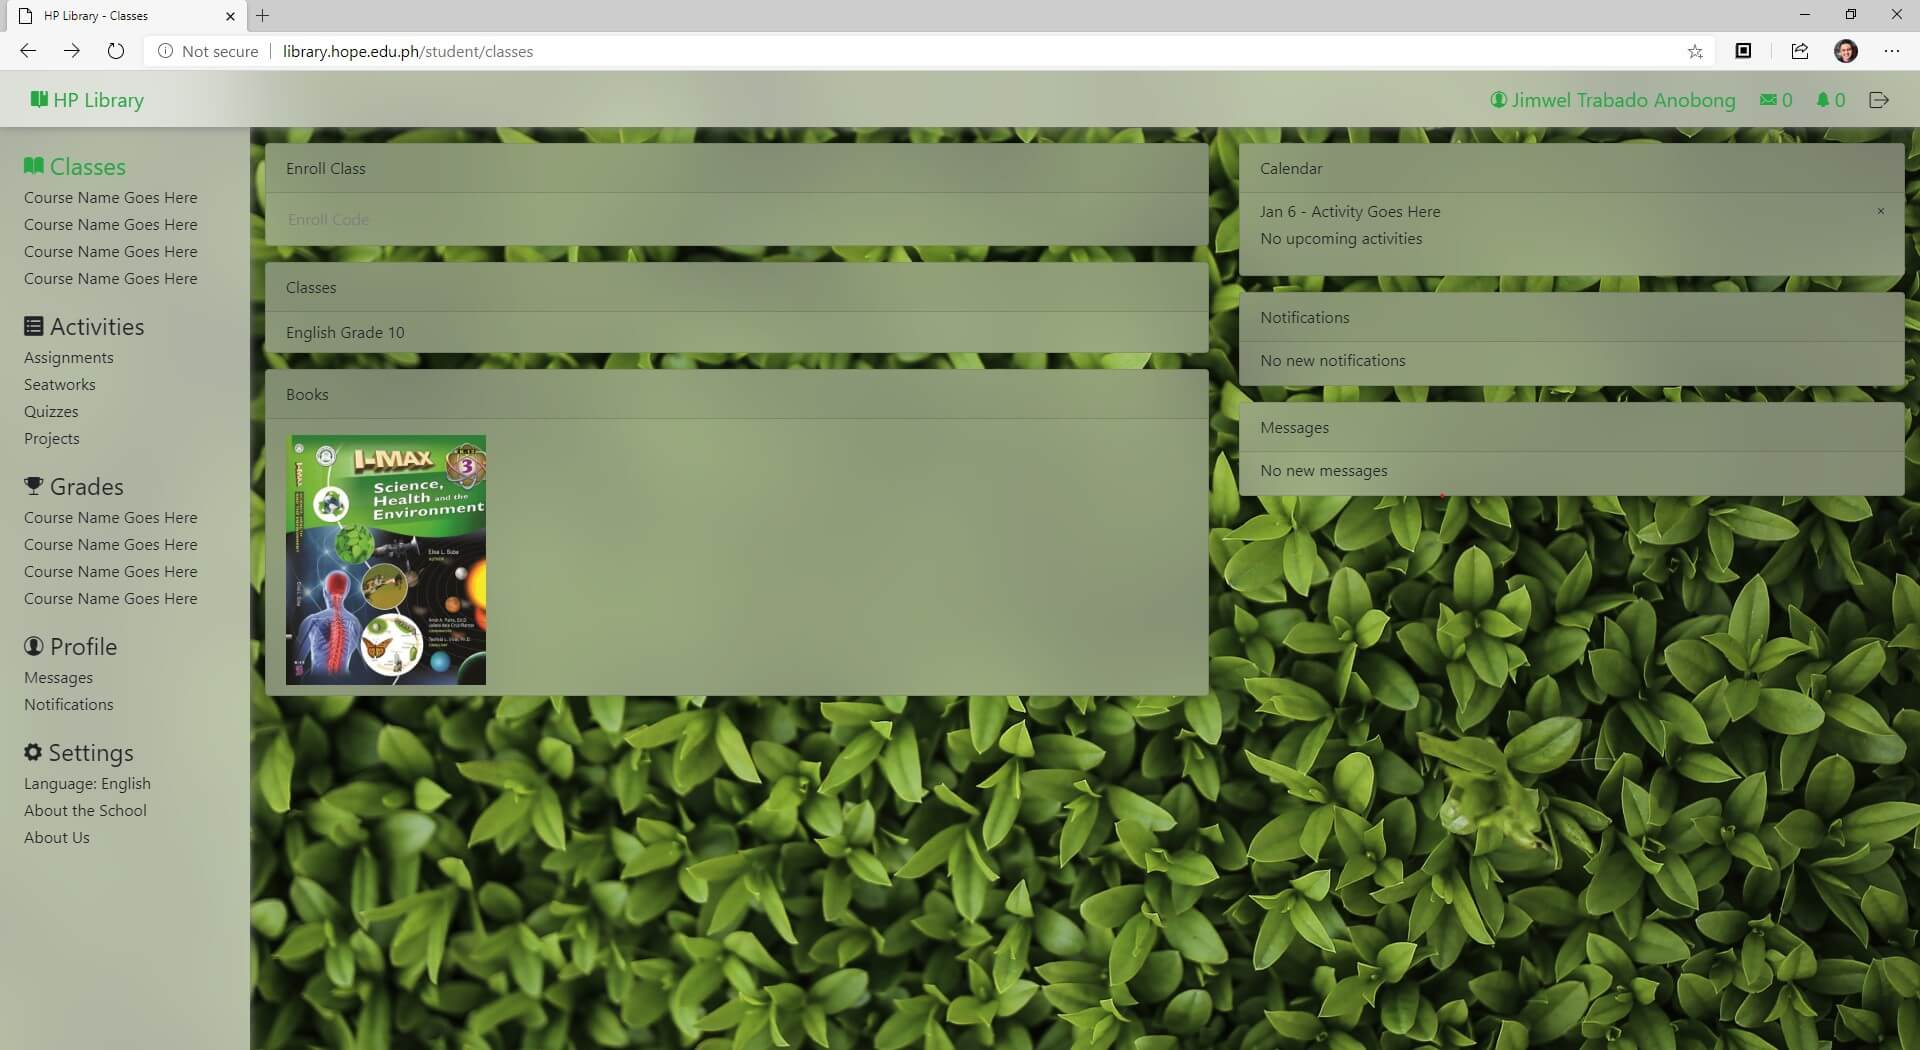 HP Library - Classes
Not secure
library.hope.edu.ph/student/classes
HP Library
Jimwel Trabado Anobong
0
0
Classes
Course Name Goes Here
Course Name Goes Here
Course Name Goes Here
Course Name Goes Here
Activities
Assignments
Seatworks
Quizzes
Projects
Grades
Course Name Goes Here
Course Name Goes Here
Course Name Goes Here
Course Name Goes Here
Profile
Messages
Notifications
Settings
Language: English
About the School
About Us
Enroll Class
Enroll Code
Classes
English Grade 10
Books
I-MAX
3
Science,
Health and the
Environment
Elisa L. Suba
Calendar
Jan 6 - Activity Goes Here
No upcoming activities
Notifications
No new notifications
Messages
No new messages